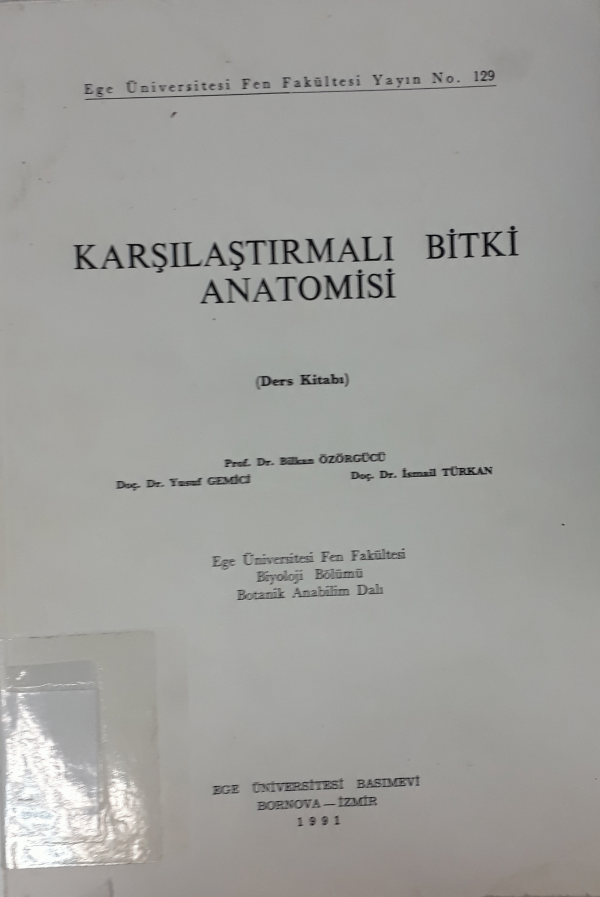 Ege Üniversitesi Fen Fakültesi Yayın No. 129
KARŞILAŞTIRMALI BİTKİ
ANATOMİSİ
(Ders Kitabı)
Prof. Dr. Bilkan ÖZÖRGÜCÜ
Doç. Dr. Yusuf GEMİCİ Doç. Dr. İsmail TÜRKAN
Ege Üniversitesi Fen Fakültesi
Biyoloji Bölümü
Botanik Anabilim Dalı
EGE ÜNİVERSİTESİ BASIMEVİ
BORNOVA — İZMİR
1991